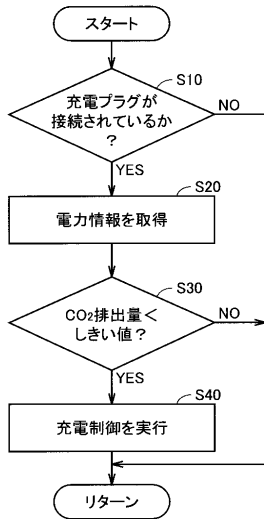 スタート
S10
充電プラグが
接続されているか
?
NO
YES
S20
電力情報を取得
S30
CO₂排出量<
しきい値?
NO
YES
S40
充電制御を実行
リターン